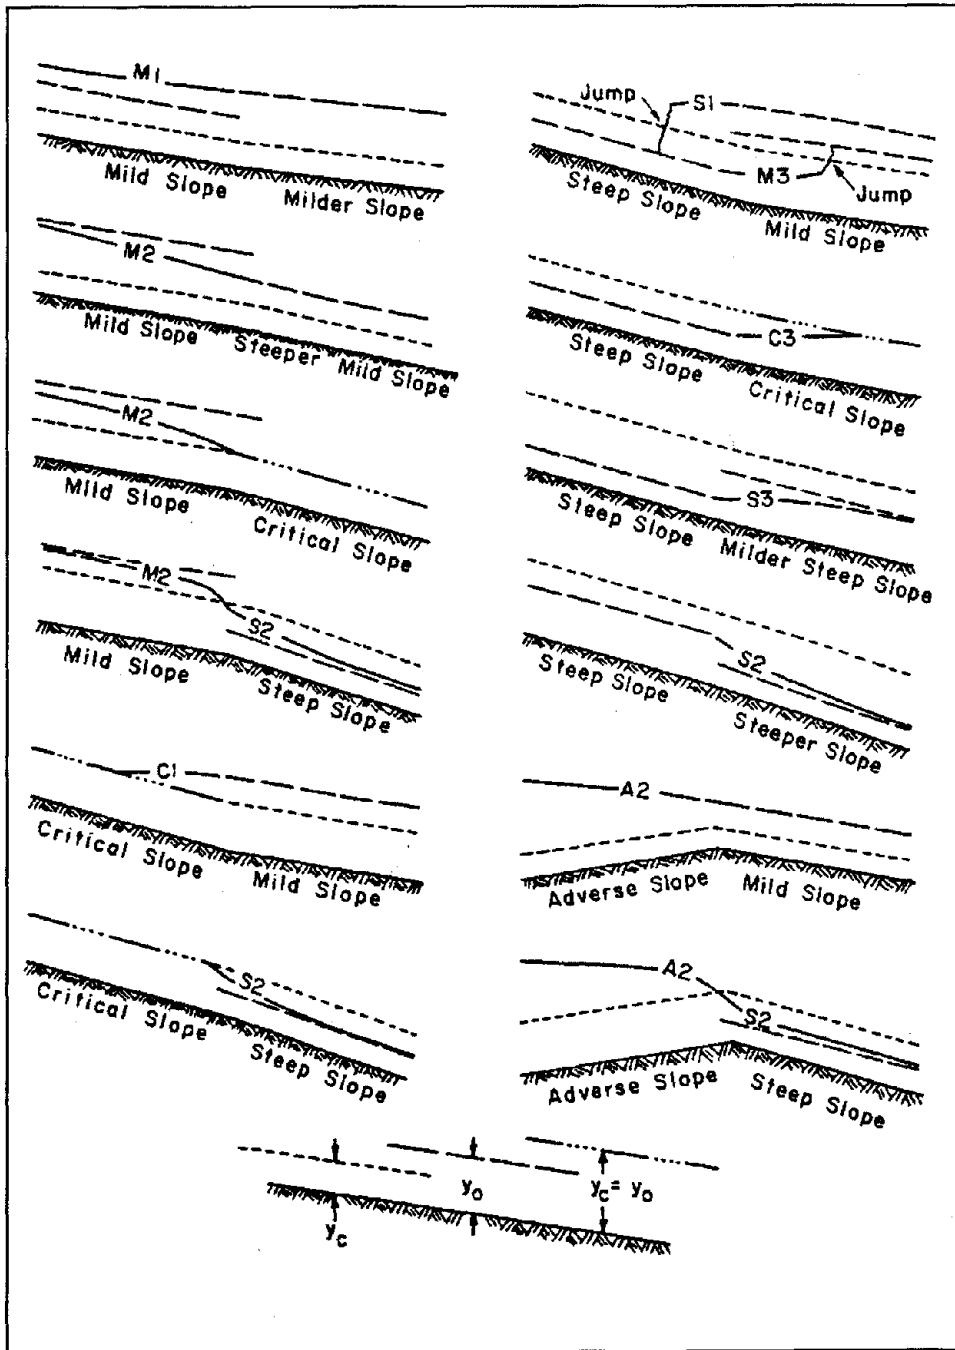 M1
Mild Slope
Milder Slope
M2
Mild Slope
Steeper Mild Slope
M2
Mild Slope
Critical Slope
M2
S2
Mild Slope
Steep Slope
C1
Critical Slope
Mild Slope
S2
Critical Slope
Steep Slope
Jump
S1
M3
Jump
Steep Slope
Mild Slope
C3
Steep Slope
Critical Slope
S3
Steep Slope
Milder Steep Slope
S2
Steep Slope
Steeper Slope
A2
Adverse Slope
Mild Slope
A2
S2
Adverse Slope
Steep Slope
yc
yo
yc = yo